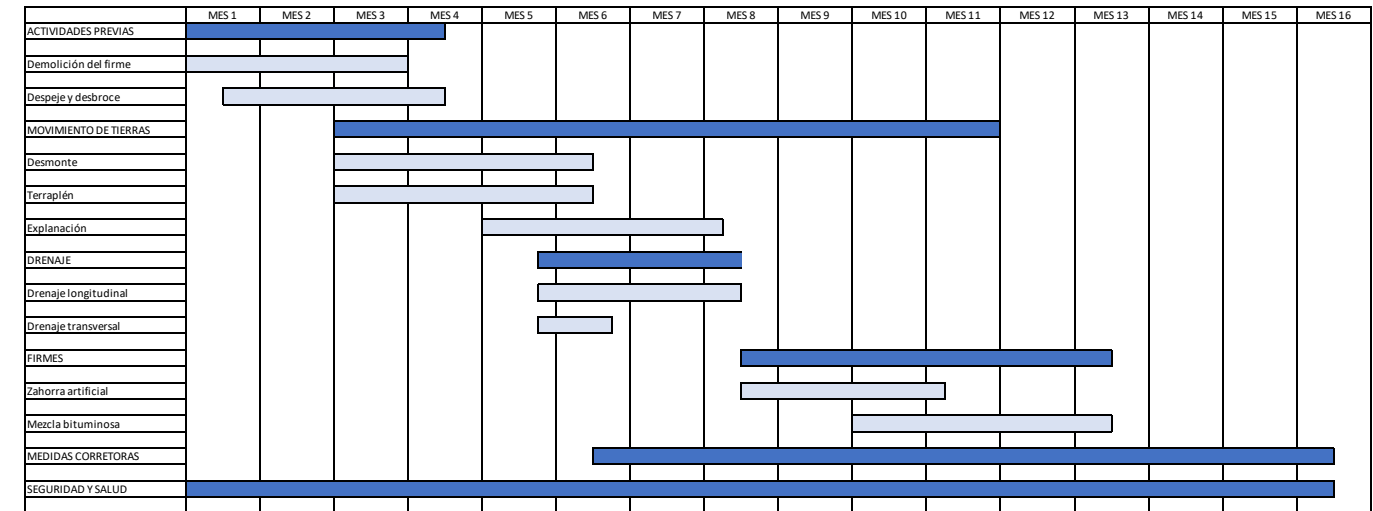 MES 1 MES 2 MES 3 MES 4 MES 5 MES 6 MES 7 MES 8 MES 9 MES 10 MES 11 MES 12 MES 13 MES 14 MES 15 MES 16
ACTIVIDADES PREVIAS
Demolición del firme
Despeje y desbroce
MOVIMIENTO DE TIERRAS
Desmonte
Terraplén
Explanación
DRENAJE
Drenaje longitudinal
Drenaje transversal
FIRMES
Zahorra artificial
Mezcla bituminosa
MEDIDAS CORRETORAS
SEGURIDAD Y SALUD